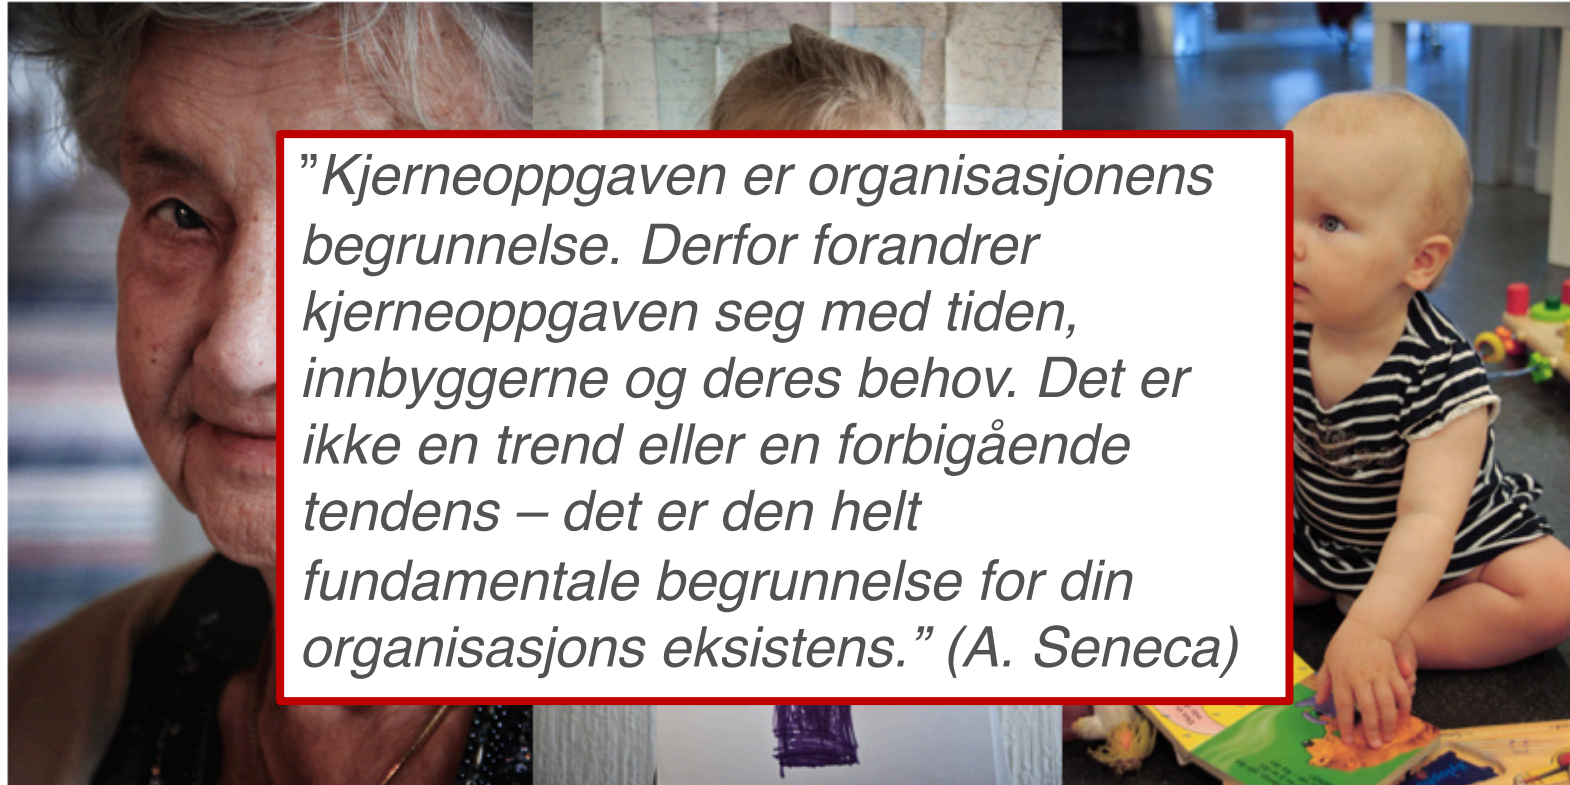 ”Kjerneoppgaven er organisasjonens
begrunnelse. Derfor forandrer
kjerneoppgaven seg med tiden,
innbyggerne og deres behov. Det er
ikke en trend eller en forbigående
tendens – det er den helt
fundamentale begrunnelse for din
organisasjons eksistens.” (A. Seneca)